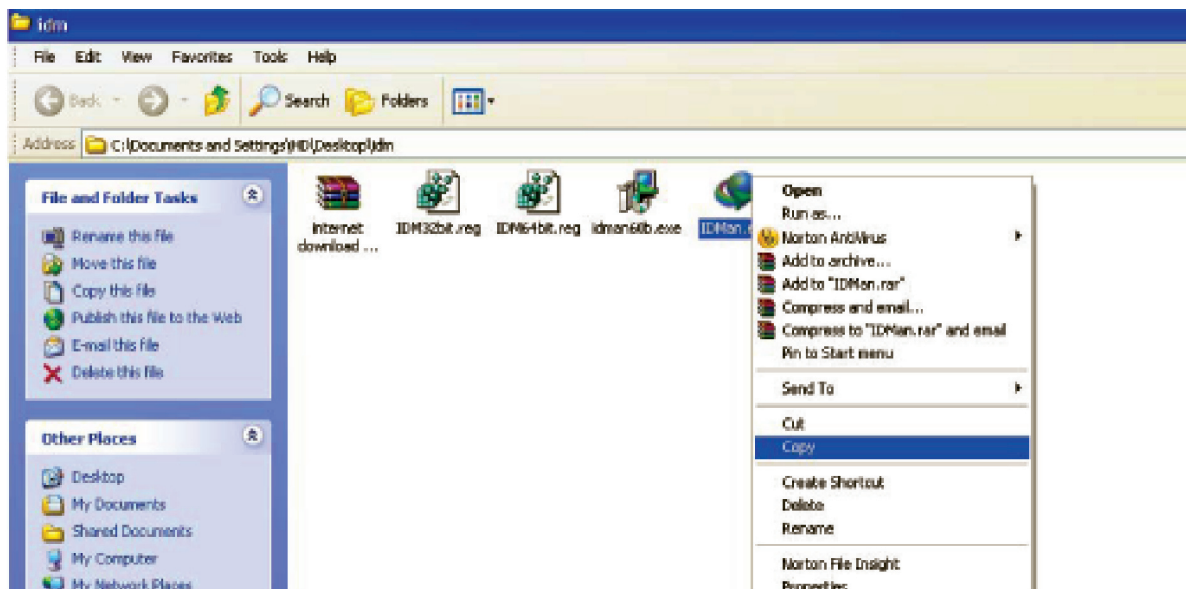 idm
File Edit View Favorites Tools Help
Back Search Folders
Address C:\Documents and Settings\HD\Desktop\idm
File and Folder Tasks
Rename this file
Move this file
Copy this file
Publish this file to the Web
E-mail this file
Delete this file
Other Places
Desktop
My Documents
Shared Documents
My Computer
My Network Places
internet
download ...
IDM32bit.reg
IDM64bit.reg
idman60b.exe
IDMan.e
Open
Run as...
Norton AntiVirus
Add to archive...
Add to "IDMan.rar"
Compress and email...
Compress to "IDMan.rar" and email
Pin to Start menu
Send To
Cut
Copy
Create Shortcut
Delete
Rename
Norton File Insight
Properties